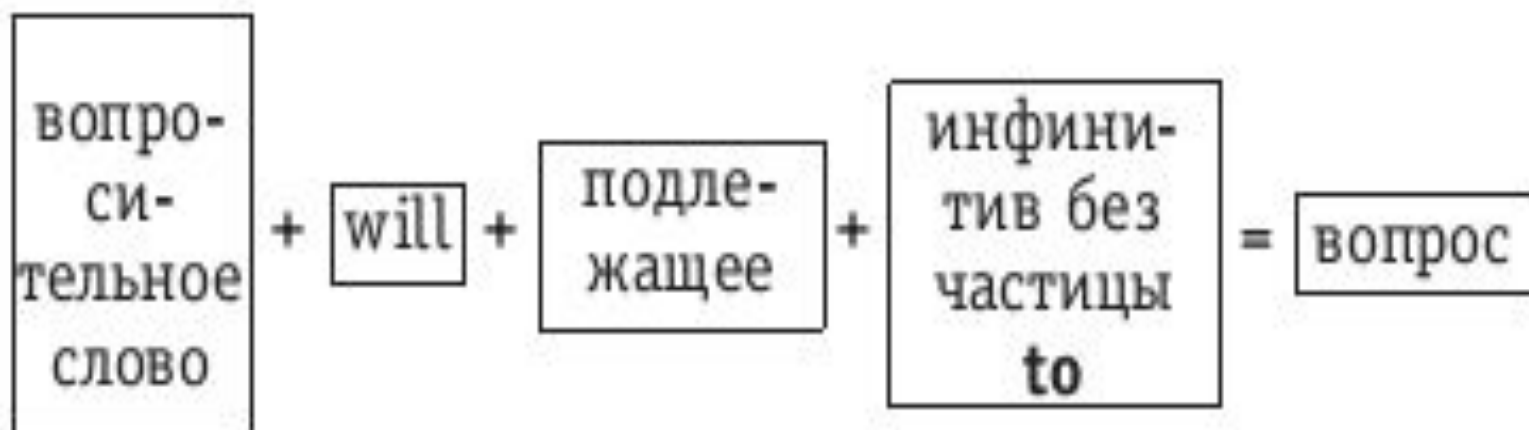 вопро-
си-
тельное
слово
+
will
+
подле-
жащее
+
инфини-
тив без
частицы
to
=
вопрос